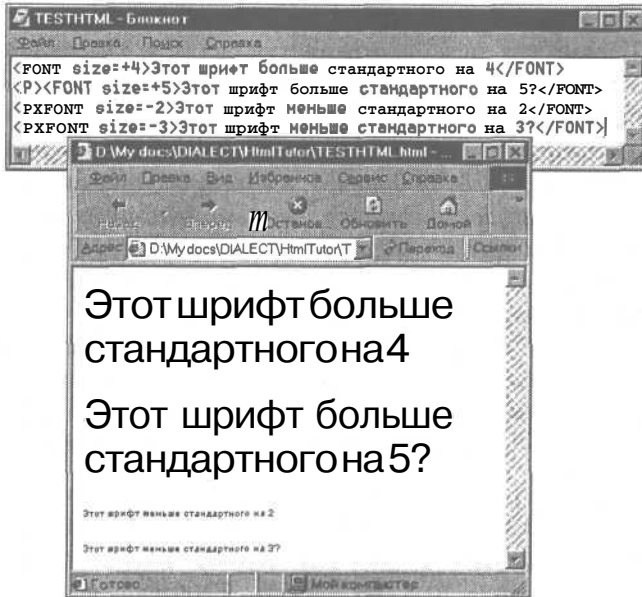 TESTHTML - Блокнот
Файл Правка Поиск Справка
<FONT size=+4>Этот шрифт больше стандартного на 4</FONT>
<P><FONT size=+5>Этот шрифт больше стандартного на 5?</FONT>
<PXFONT size=-2>Этот шрифт меньше стандартного на 2</FONT>
<PXFONT size=-3>Этот шрифт меньше стандартного на 3?</FONT>
D:\My docs\DIALECT\HtmlTutor\TESTHTML.html - ...
Файл Правка Вид Избранное Сервис Справка
Назад Вперед m Останов Обновить Домой
Адрес D:\My docs\DIALECT\HtmlTutor\T Переход Ссылки
Этот шрифт больше
стандартного на 4
Этот шрифт больше
стандартного на 5?
Этот шрифт меньше стандартного на 2
Этот шрифт меньше стандартного на 3?
Готово Мой компьютер